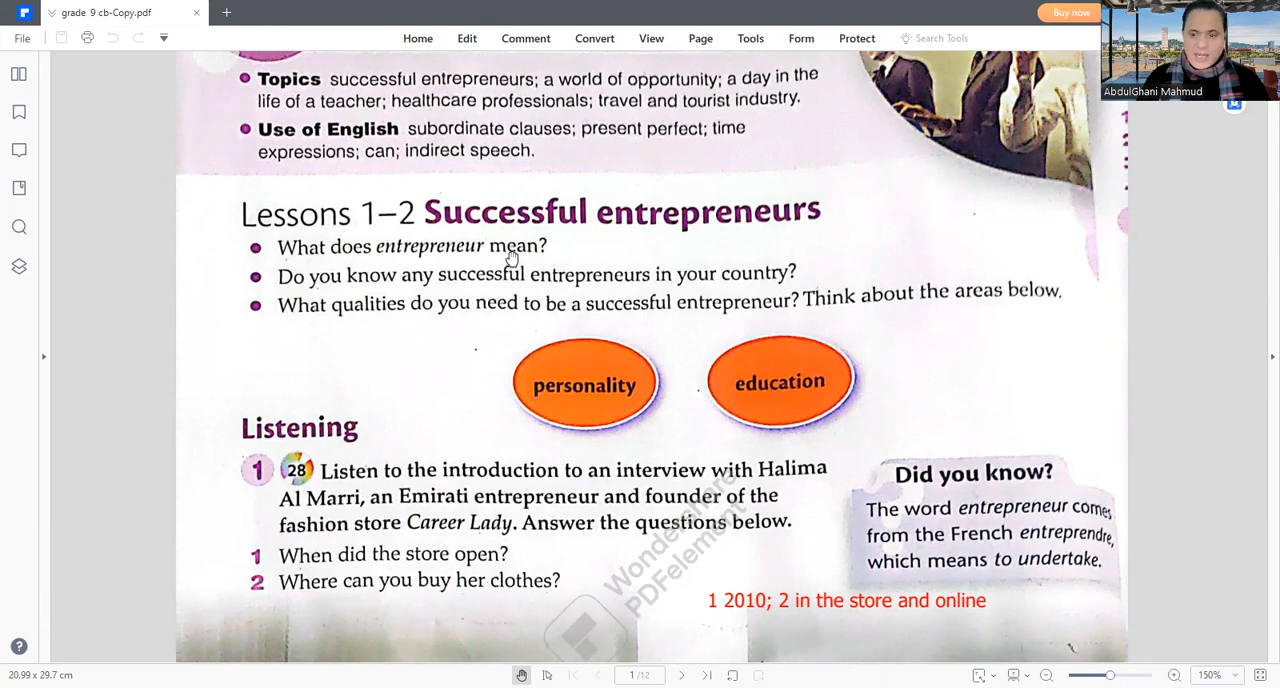 grade 9 cb-Copy.pdf
Buy now
File
Home Edit Comment Convert View Page Tools Form Protect Search Tools
AbdulGhani Mahmud
Topics successful entrepreneurs; a world of opportunity; a day in the
life of a teacher; healthcare professionals; travel and tourist industry.
Use of English subordinate clauses; present perfect; time
expressions; can; indirect speech.
Lessons 1–2 Successful entrepreneurs
What does entrepreneur mean?
Do you know any successful entrepreneurs in your country?
What qualities do you need to be a successful entrepreneur? Think about the areas below.
personality
education
Listening
1 28 Listen to the introduction to an interview with Halima
Al Marri, an Emirati entrepreneur and founder of the
fashion store Career Lady. Answer the questions below.
1 When did the store open?
2 Where can you buy her clothes?
Did you know?
The word entrepreneur comes
from the French entreprendre,
which means to undertake.
1 2010; 2 in the store and online
Wondershare
PDFelement
20.99 x 29.7 cm
1 /12
150%